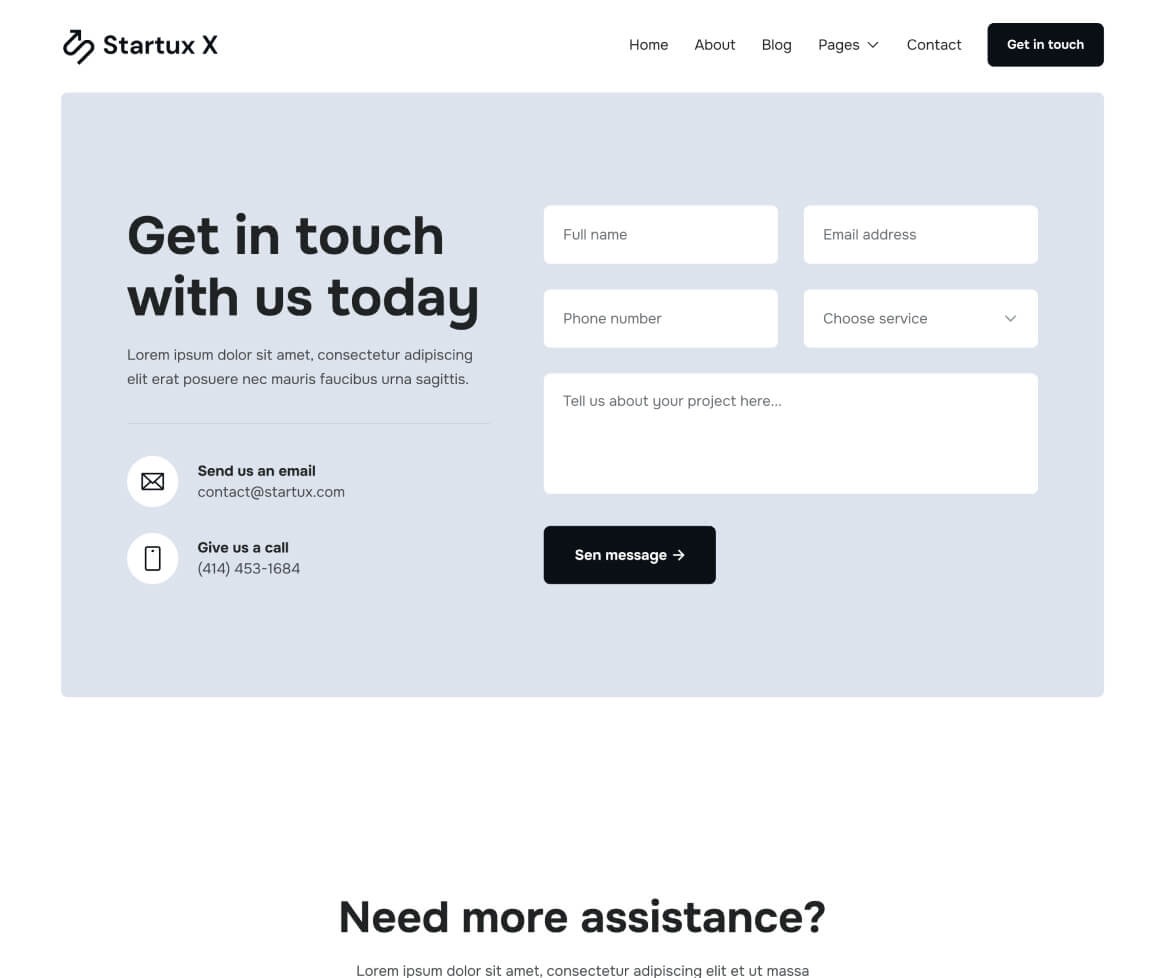 Startux X
Home About Blog Pages Contact Get in touch
Get in touch
with us today
Lorem ipsum dolor sit amet, consectetur adipiscing
elit erat posuere nec mauris faucibus urna sagittis.
Send us an email
contact@startux.com
Give us a call
(414) 453-1684
Full name
Email address
Phone number
Choose service
Tell us about your project here...
Sen message →
Need more assistance?
Lorem ipsum dolor sit amet, consectetur adipiscing elit et ut massa